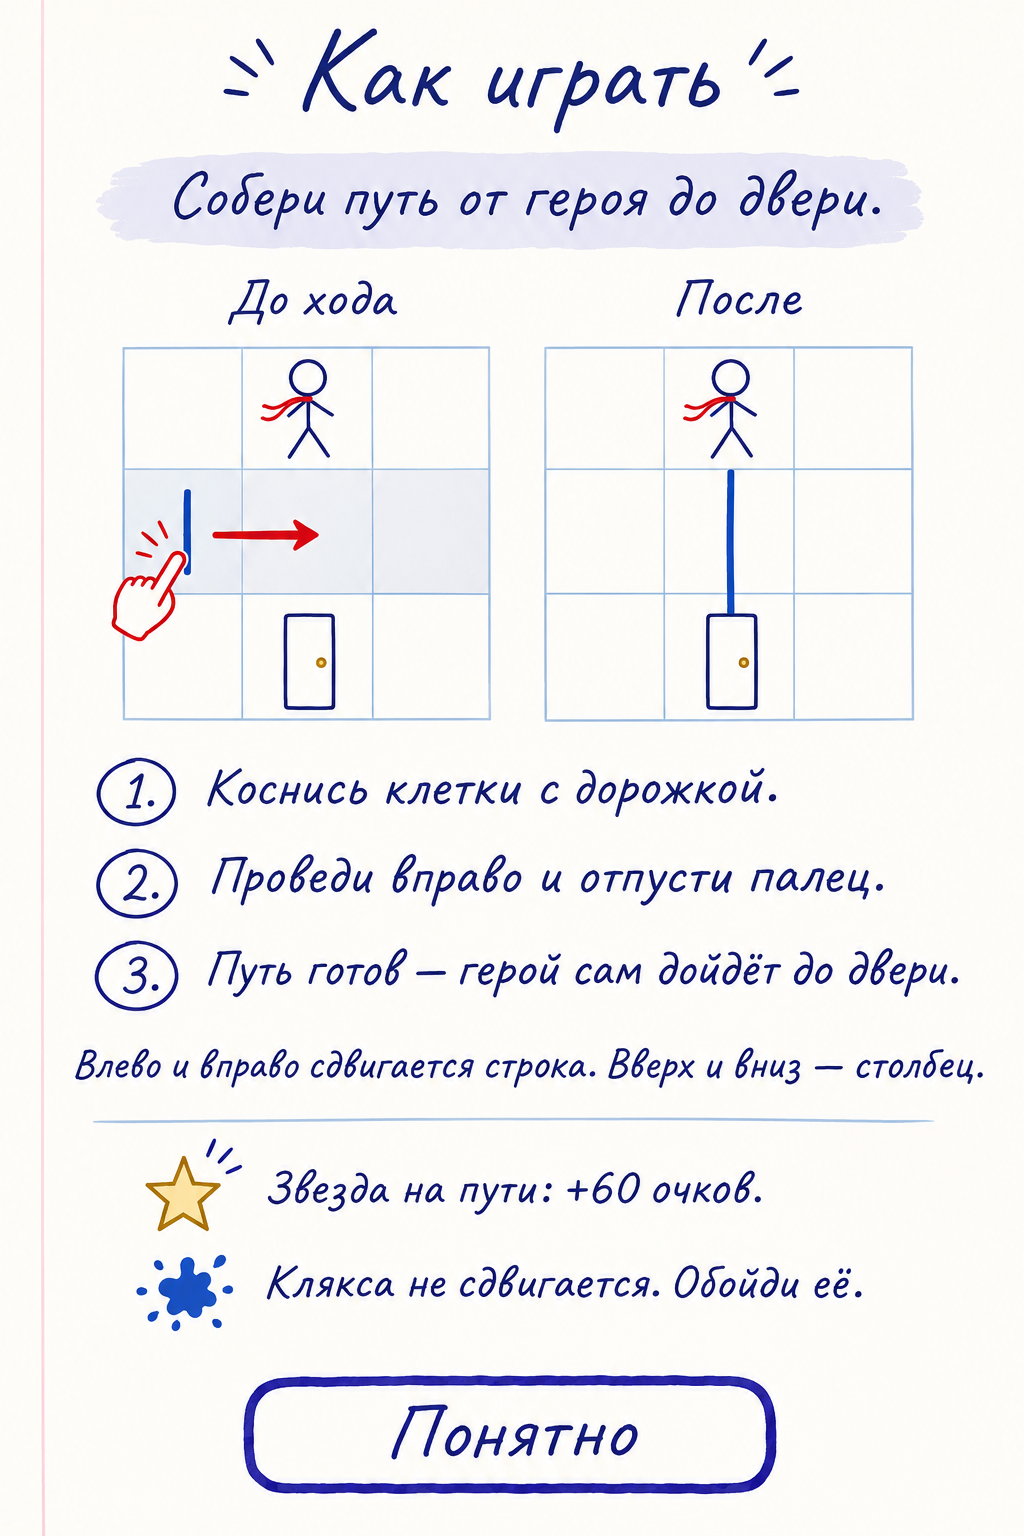 Как играть
Собери путь от героя до двери.
До хода
После
1. Коснись клетки с дорожкой.
2. Проведи вправо и отпусти палец.
3. Путь готов — герой сам дойдёт до двери.
Влево и вправо сдвигается строка. Вверх и вниз — столбец.
Звезда на пути: +60 очков.
Клякса не сдвигается. Обойди её.
Понятно